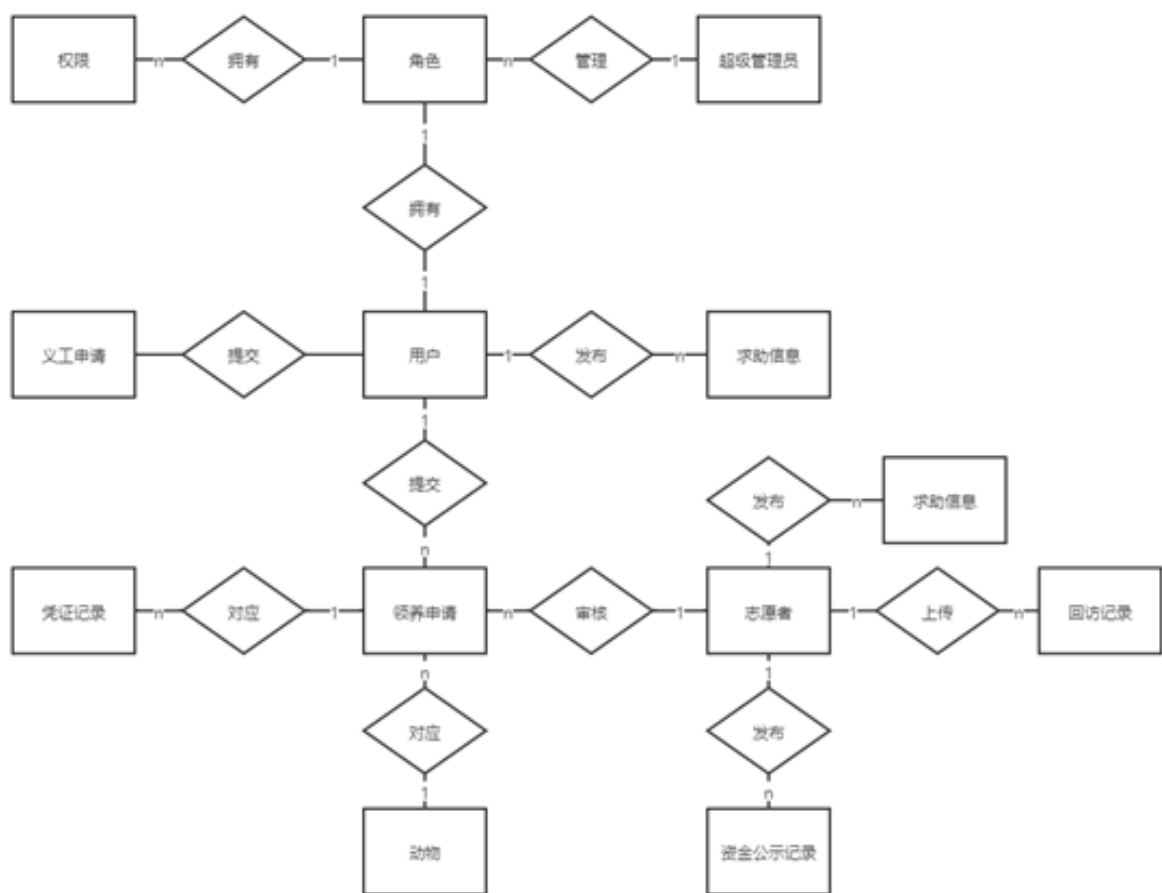 权限
n
拥有
1
角色
n
管理
1
超级管理员
1
拥有
1
义工申请
提交
用户
1
发布
n
求助信息
1
提交
n
发布
n
求助信息
1
凭证记录
n
对应
1
领养申请
n
审核
1
志愿者
1
上传
n
回访记录
n
对应
1
动物
1
发布
n
资金公示记录